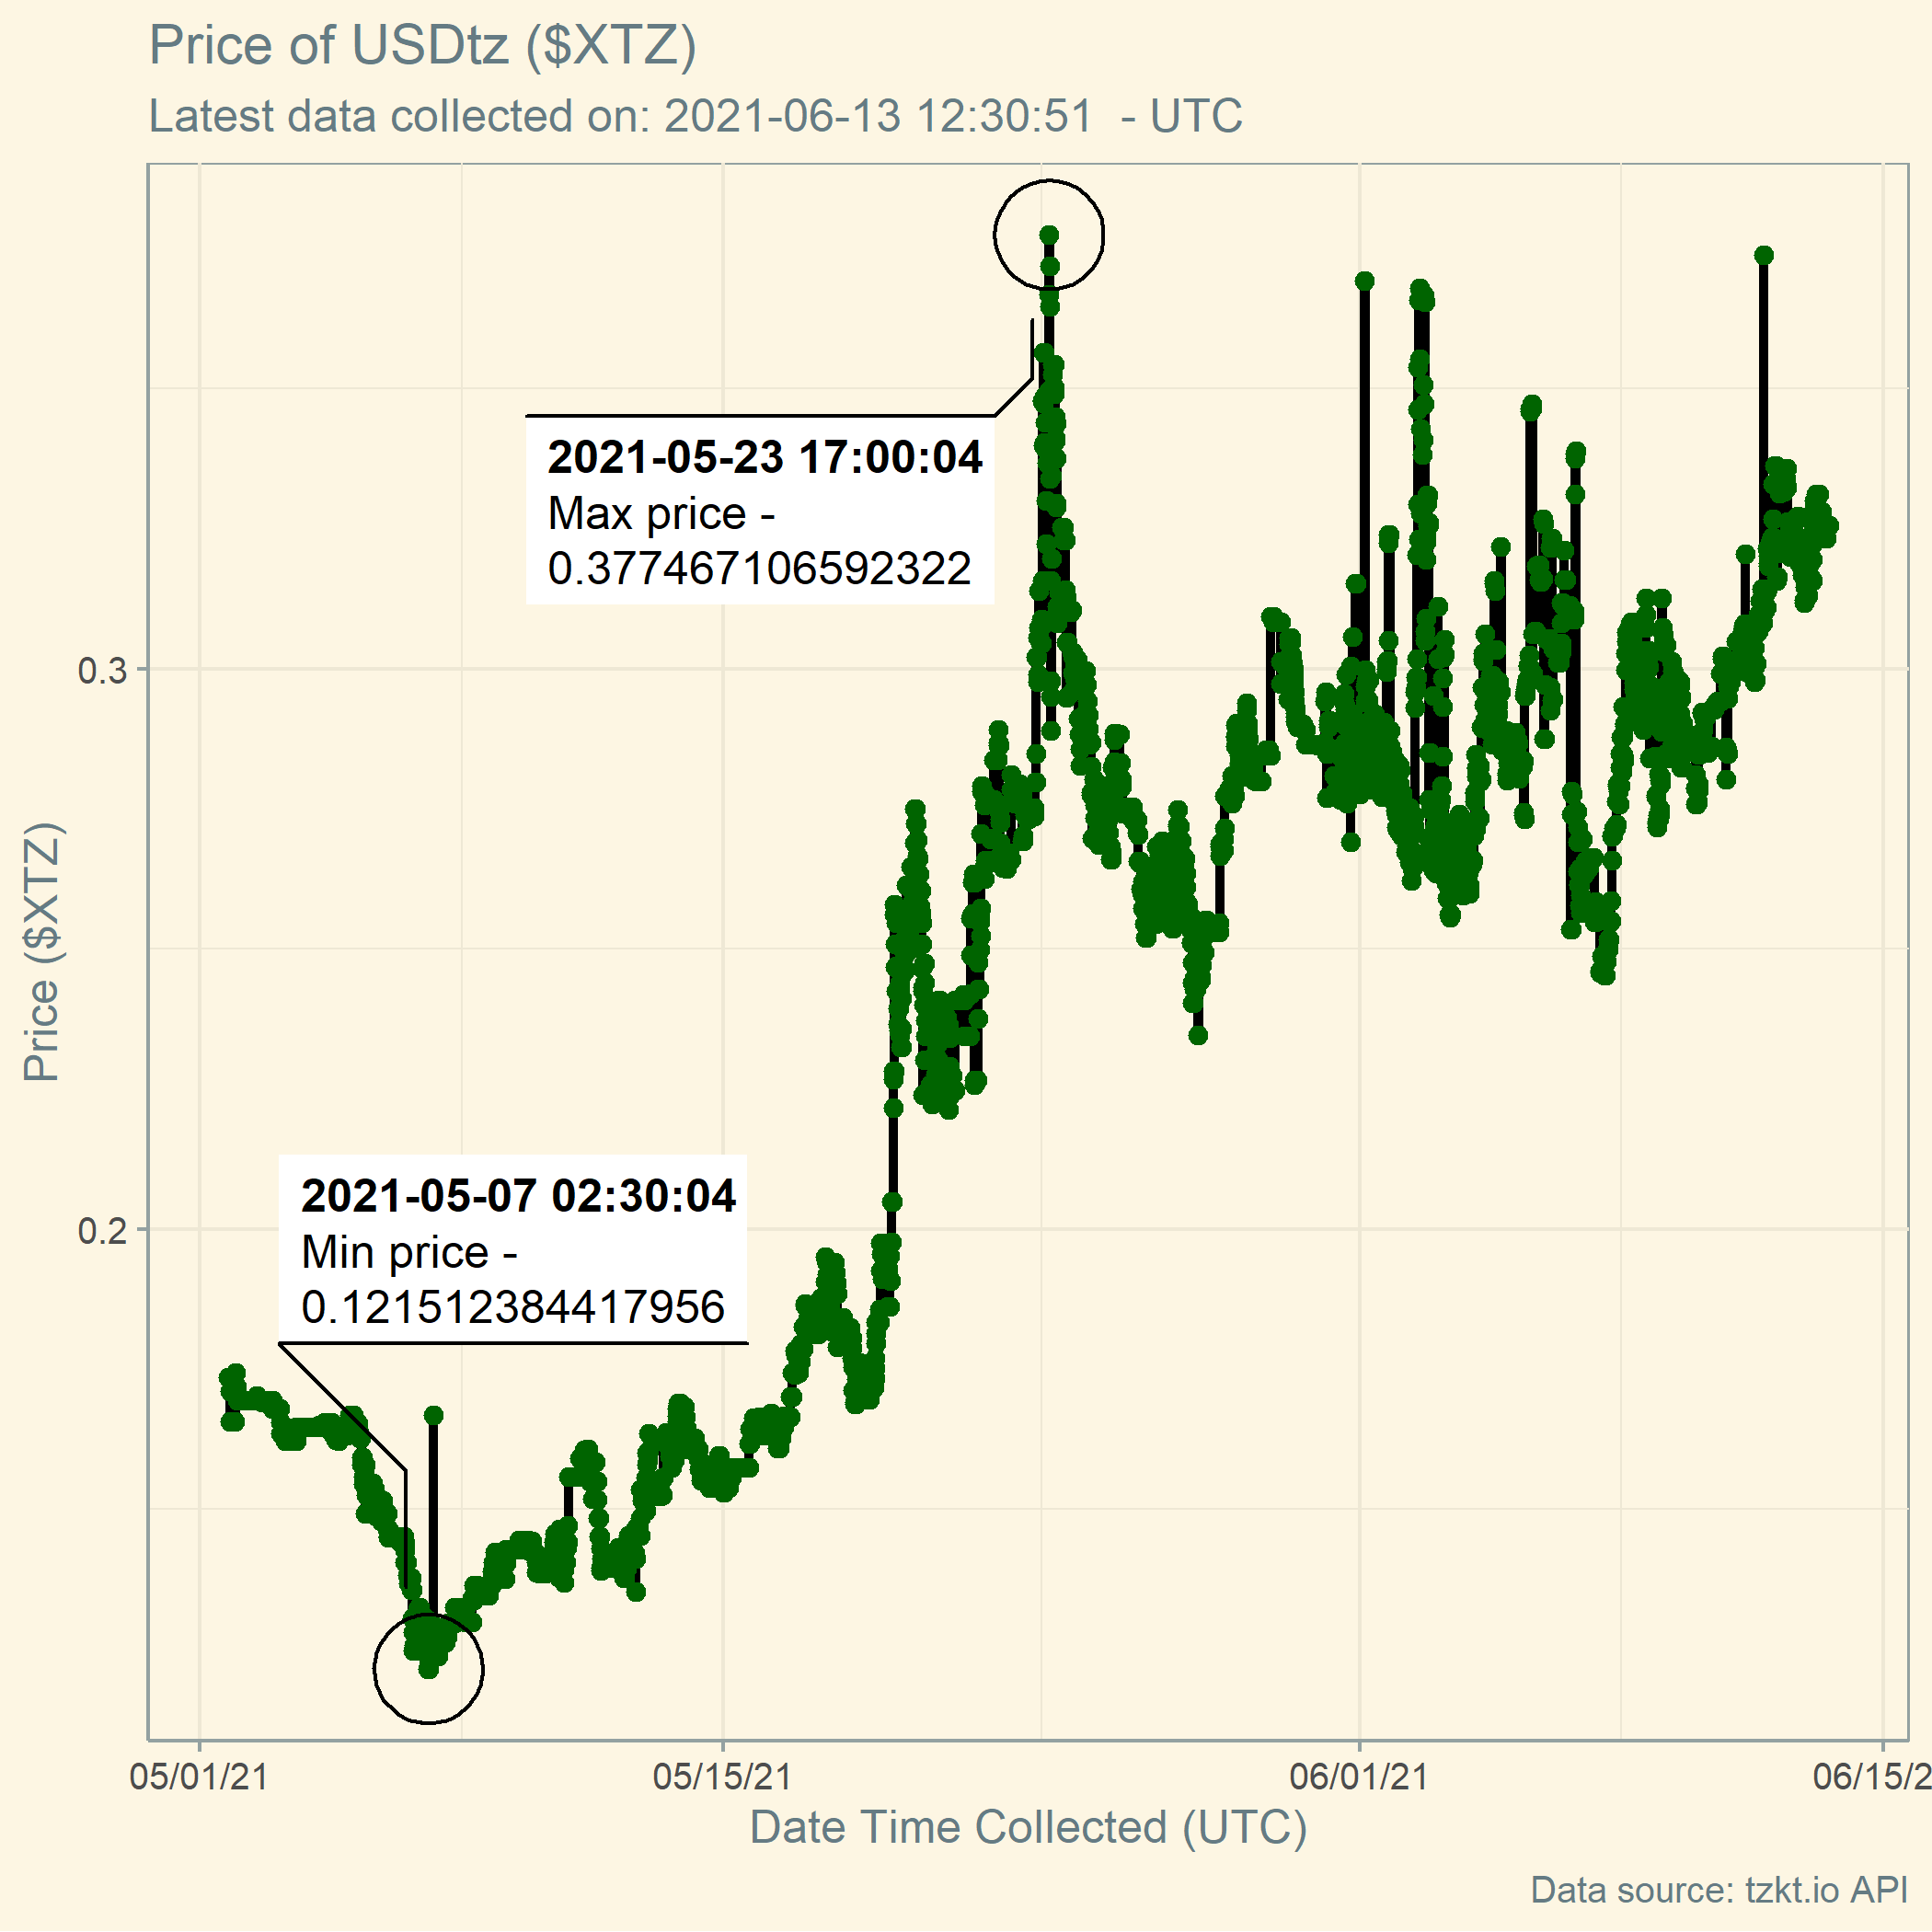 Price of USDtz ($XTZ)
Latest data collected on: 2021-06-13 12:30:51  - UTC
2021-05-23 17:00:04
Max price -
0.377467106592322
0.3
Price ($XTZ)
0.2
2021-05-07 02:30:04
Min price -
0.121512384417956
05/01/21 05/15/21 06/01/21 06/15/2
Date Time Collected (UTC)
Data source: tzkt.io API